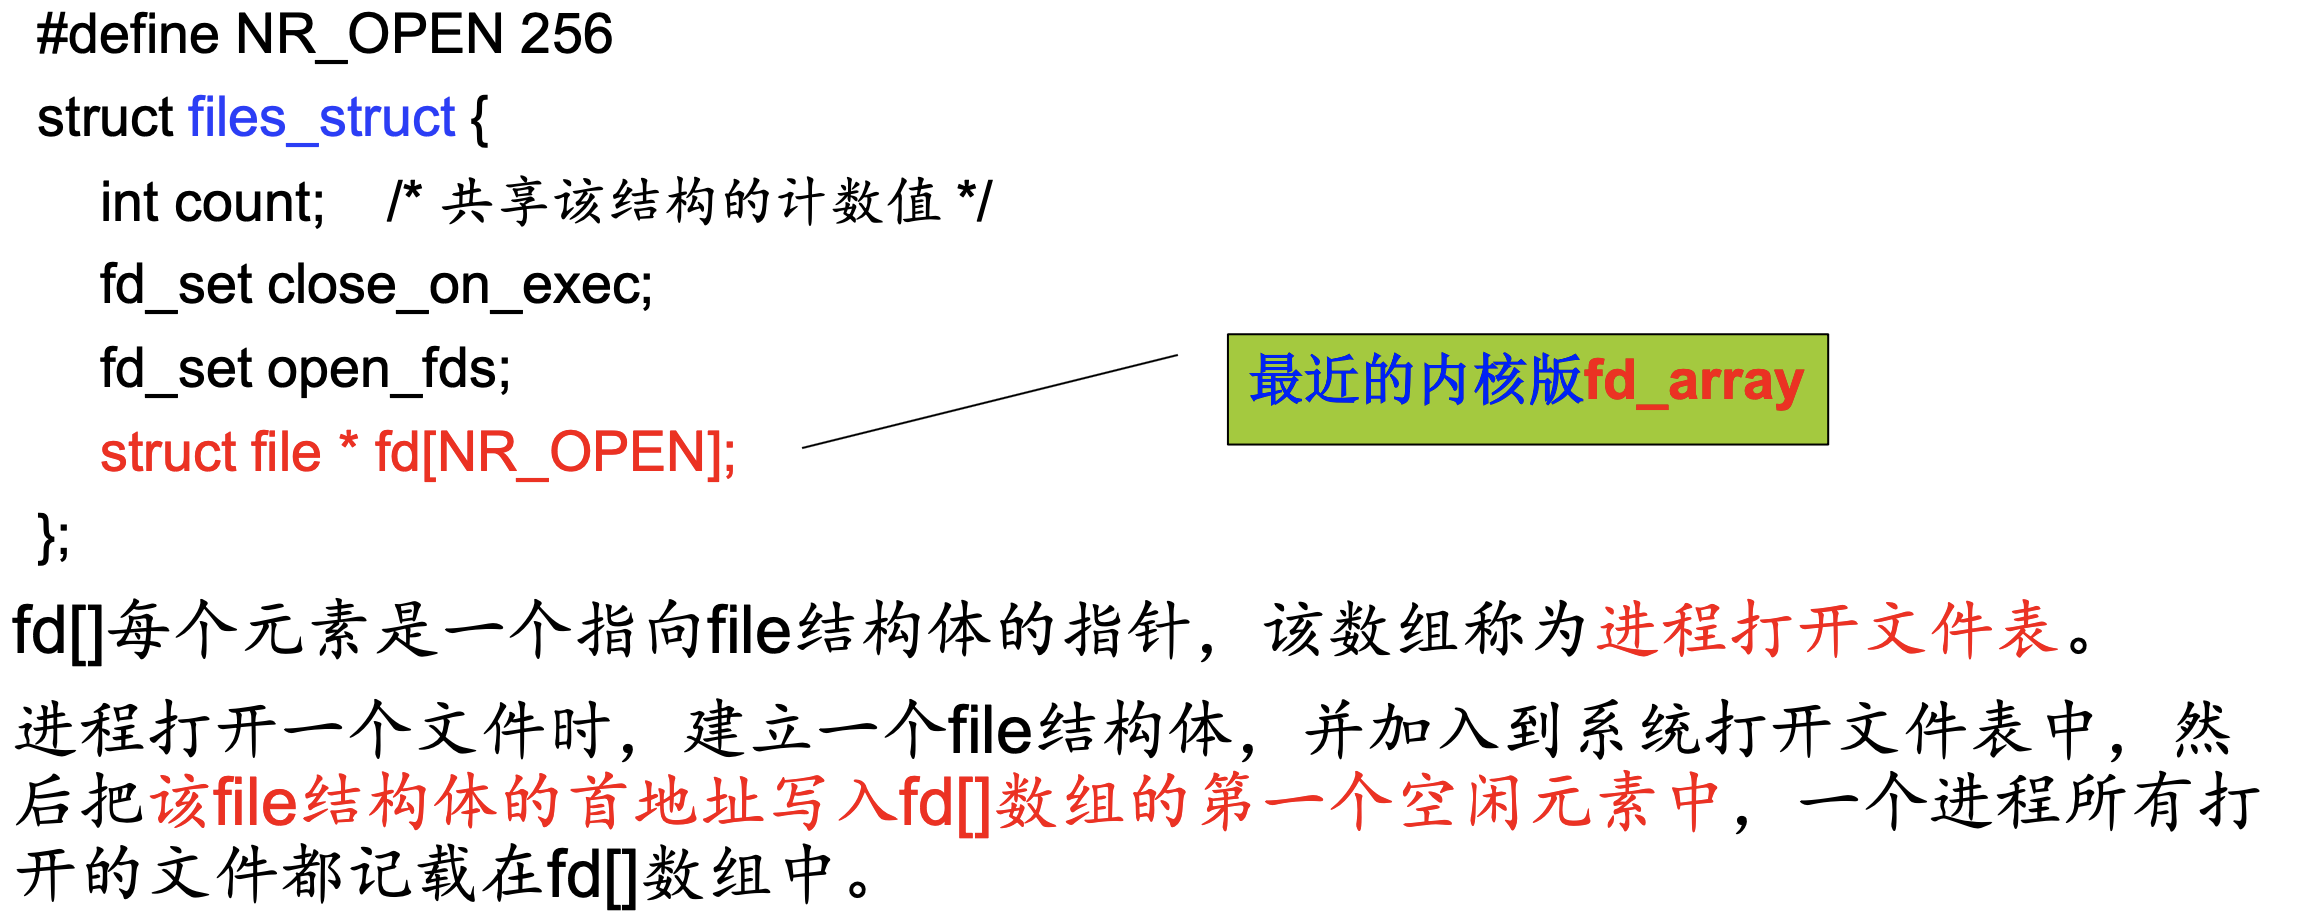 #define NR_OPEN 256
struct files_struct {
int count; /* 共享该结构的计数值 */
fd_set close_on_exec;
fd_set open_fds;
最近的内核版fd_array
struct file * fd[NR_OPEN];
};
fd[]每个元素是一个指向file结构体的指针，该数组称为进程打开文件表。
进程打开一个文件时，建立一个file结构体，并加入到系统打开文件表中，然
后把该file结构体的首地址写入fd[]数组的第一个空闲元素中，一个进程所有打
开的文件都记载在fd[]数组中。